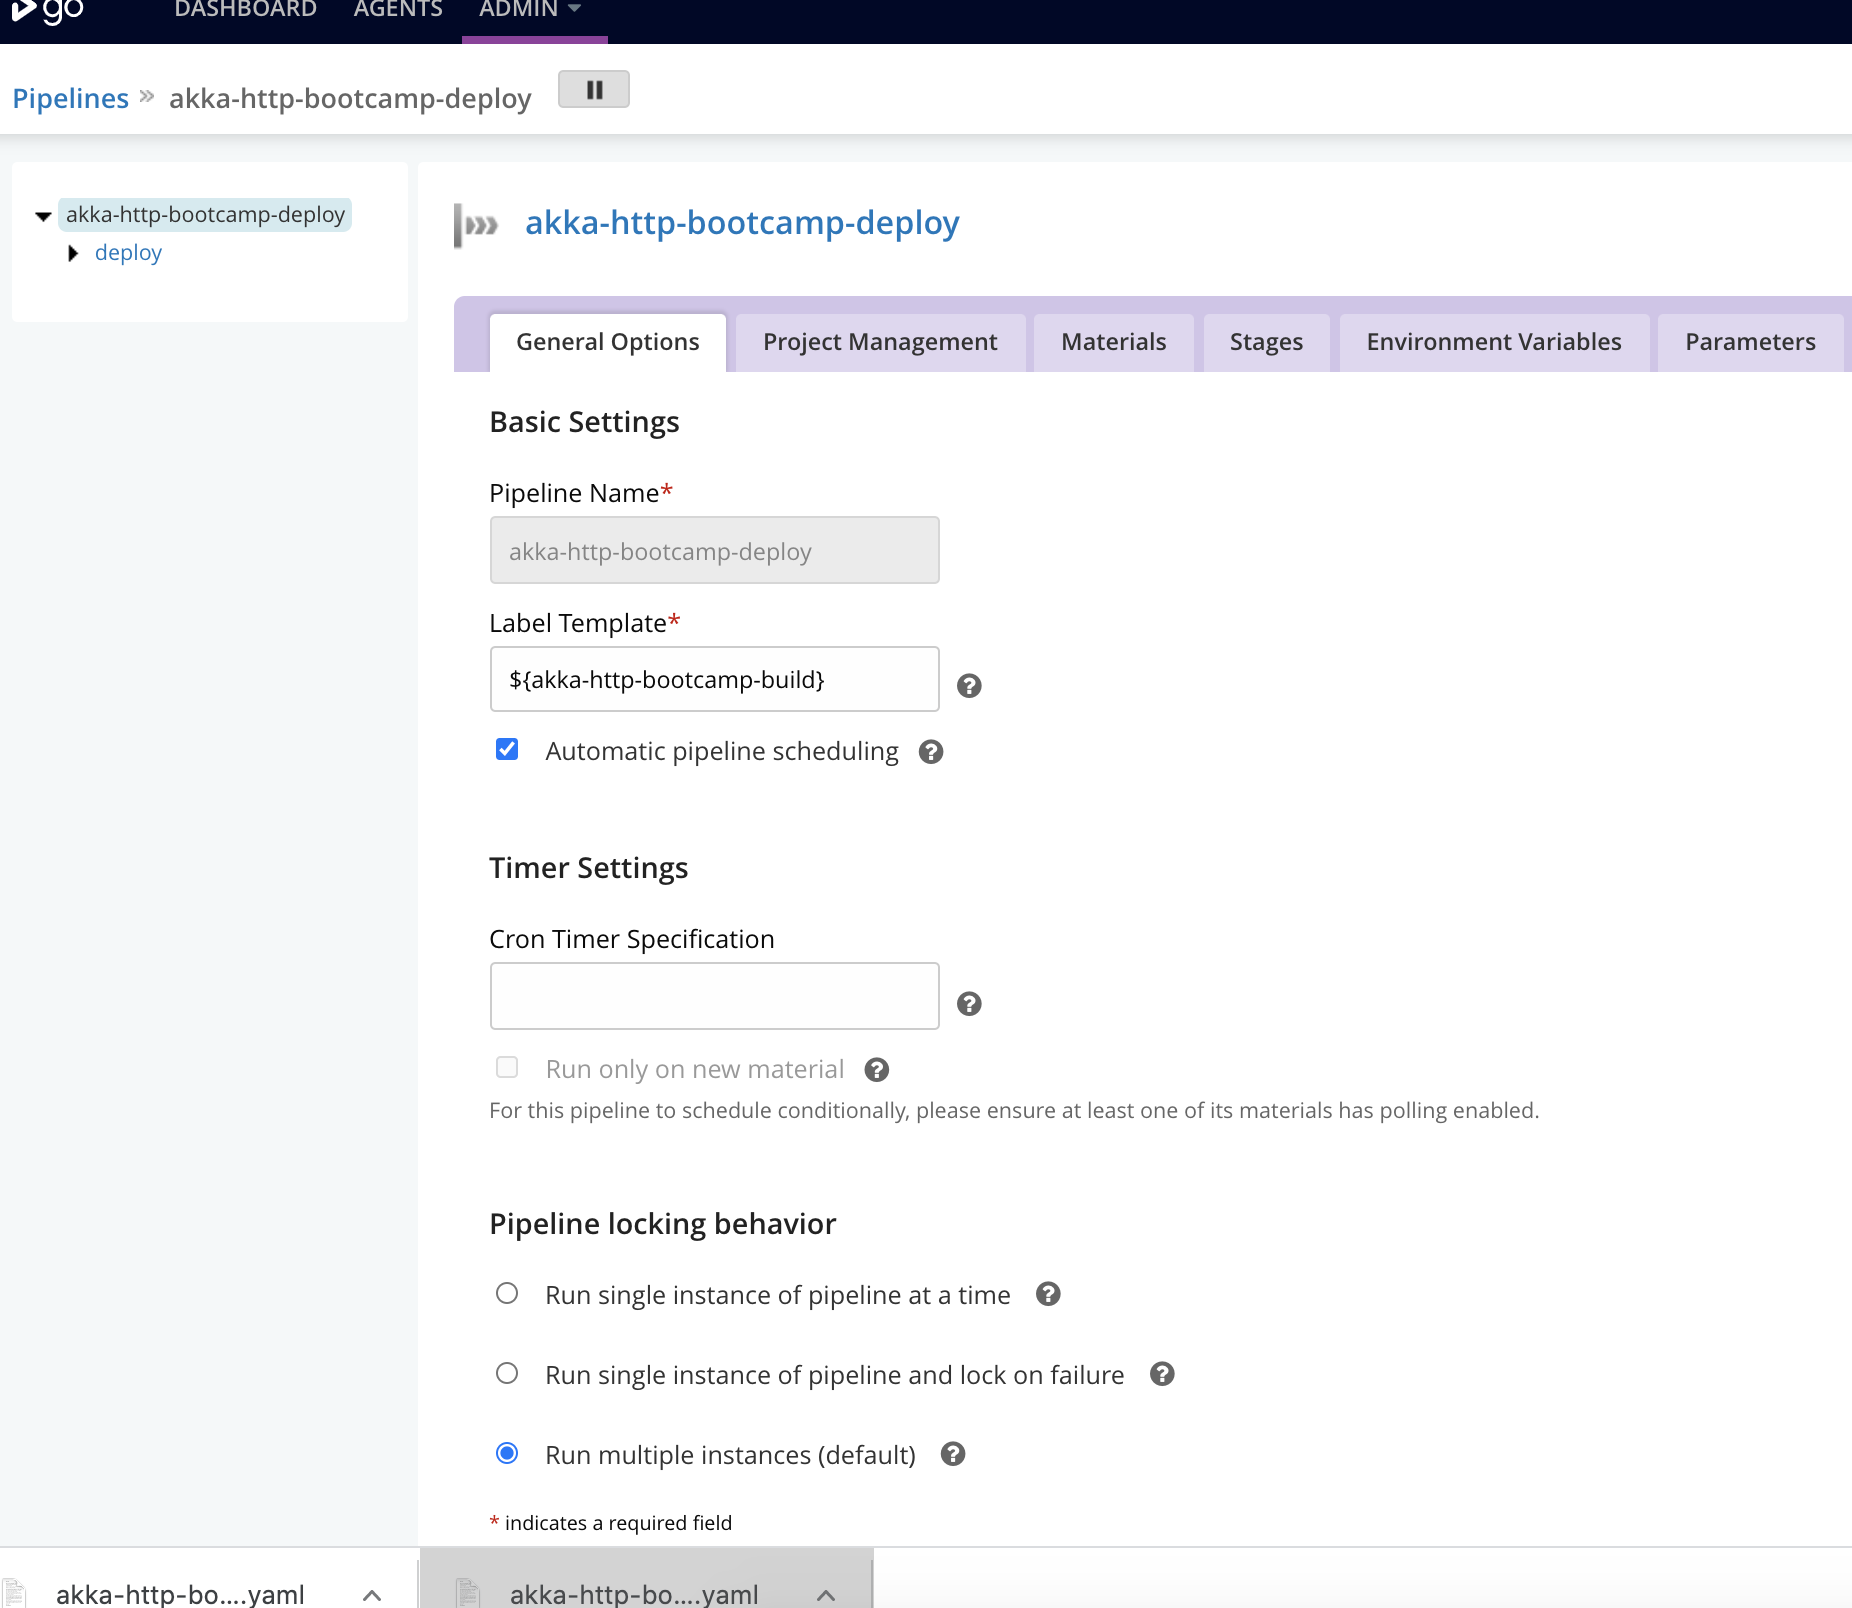 go DASHBOARD AGENTS ADMIN
Pipelines » akka-http-bootcamp-deploy
akka-http-bootcamp-deploy
deploy
akka-http-bootcamp-deploy
General Options Project Management Materials Stages Environment Variables Parameters
Basic Settings
Pipeline Name*
akka-http-bootcamp-deploy
Label Template*
${akka-http-bootcamp-build}
?
Automatic pipeline scheduling ?
Timer Settings
Cron Timer Specification
?
Run only on new material ?
For this pipeline to schedule conditionally, please ensure at least one of its materials has polling enabled.
Pipeline locking behavior
Run single instance of pipeline at a time ?
Run single instance of pipeline and lock on failure ?
Run multiple instances (default) ?
* indicates a required field
akka-http-bo....yaml akka-http-bo....yaml